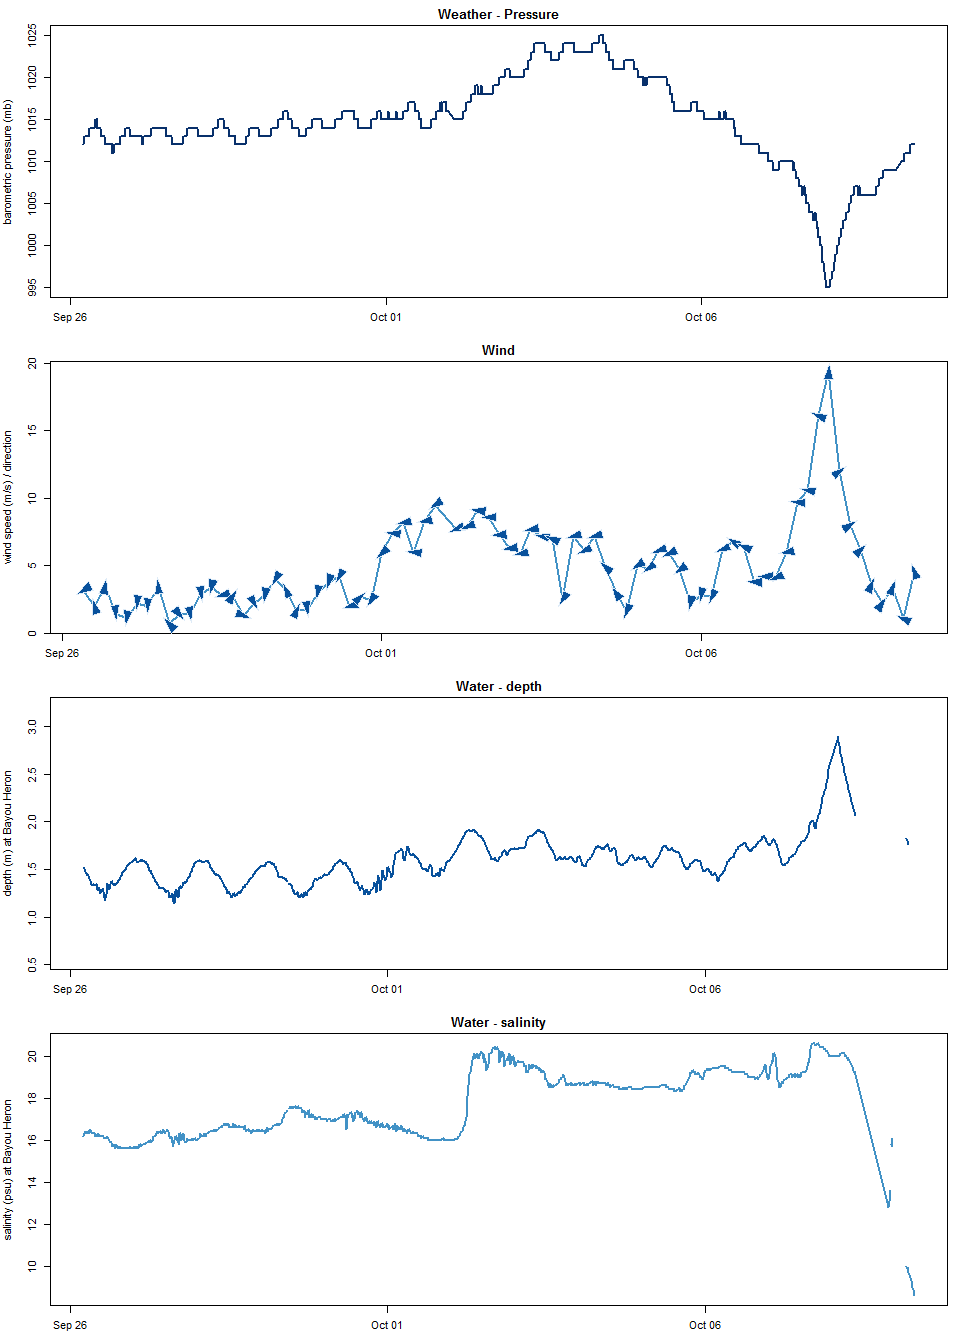 Weather - Pressure
barometric pressure (mb)
1025
1020
1015
1010
1005
1000
995
Sep 26 Oct 01 Oct 06
Wind
wind speed (m/s) / direction
20
15
10
5
0
Sep 26 Oct 01 Oct 06
Water - depth
depth (m) at Bayou Heron
3.0
2.5
2.0
1.5
1.0
0.5
Sep 26 Oct 01 Oct 06
Water - salinity
salinity (psu) at Bayou Heron
20
18
16
14
12
10
Sep 26 Oct 01 Oct 06